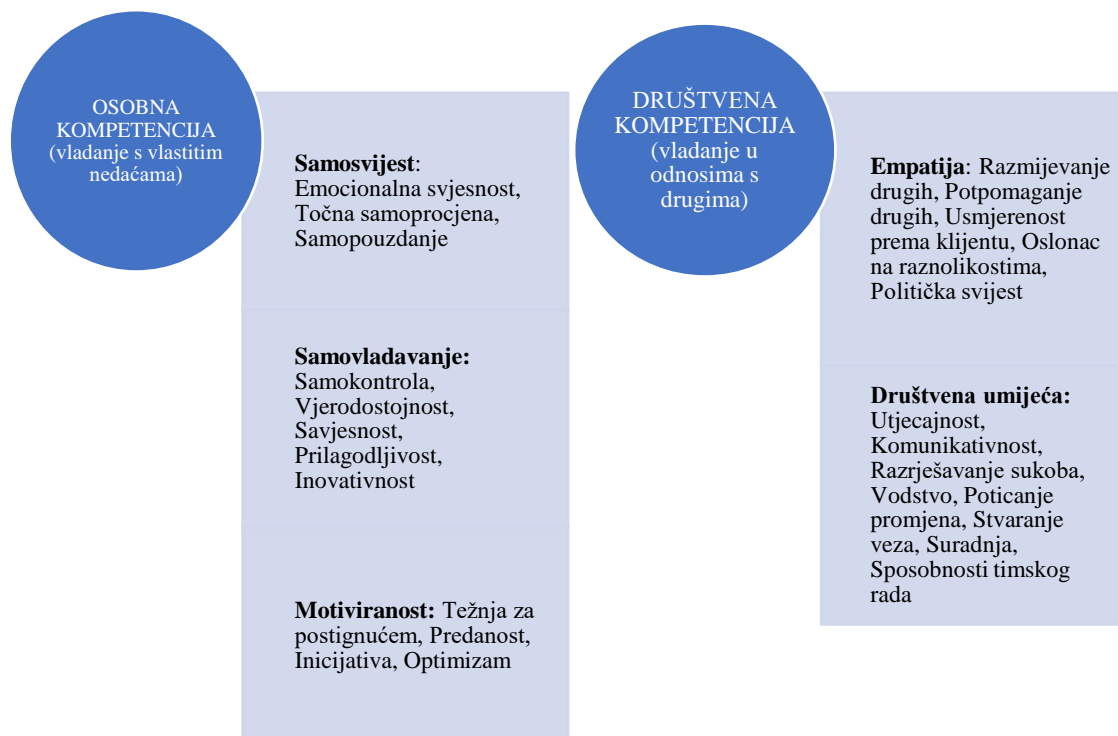 OSOBNA
KOMPETENCIJA
(vladanje s vlastitim
nedaćama)
Samosvijest:
Emocionalna svjesnost,
Točna samoprocjena,
Samopouzdanje
Samovladavanje:
Samokontrola,
Vjerodostojnost,
Savjesnost,
Prilagodljivost,
Inovativnost
Motiviranost: Težnja za
postignućem, Predanost,
Inicijativa, Optimizam
DRUŠTVENA
KOMPETENCIJA
(vladanje u
odnosima s
drugima)
Empatija: Razmijevanje
drugih, Potpomaganje
drugih, Usmjerenost
prema klijentu, Oslonac
na raznolikostima,
Politička svijest
Društvena umijeća:
Utjecajnost,
Komunikativnost,
Razrješavanje sukoba,
Vodstvo, Poticanje
promjena, Stvaranje
veza, Suradnja,
Sposobnosti timskog
rada